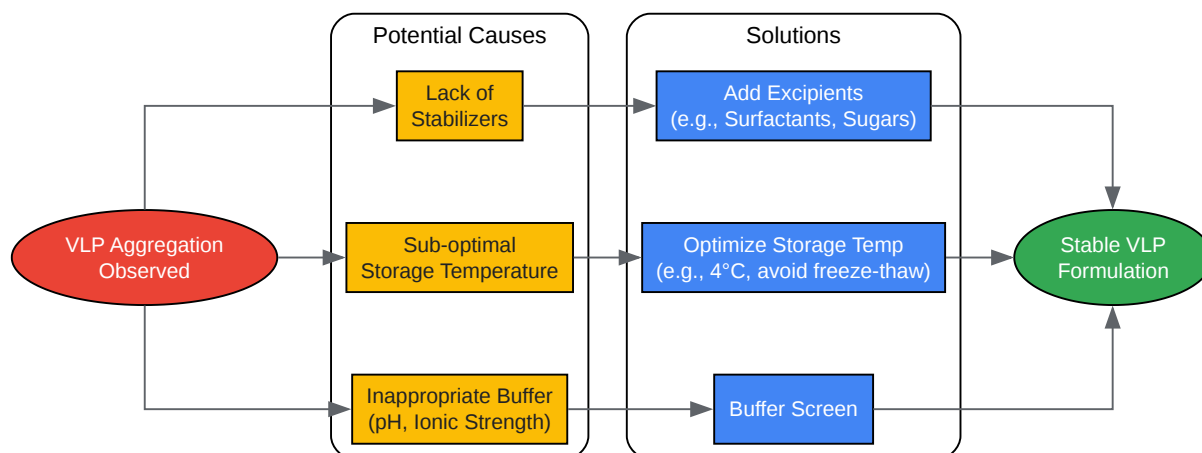 Potential Causes
Solutions
Lack of
Stabilizers
Add Excipients
(e.g., Surfactants, Sugars)
VLP Aggregation
Observed
Sub-optimal
Storage Temperature
Optimize Storage Temp
(e.g., 4°C, avoid freeze-thaw)
Stable VLP
Formulation
Inappropriate Buffer
(pH, Ionic Strength)
Buffer Screen